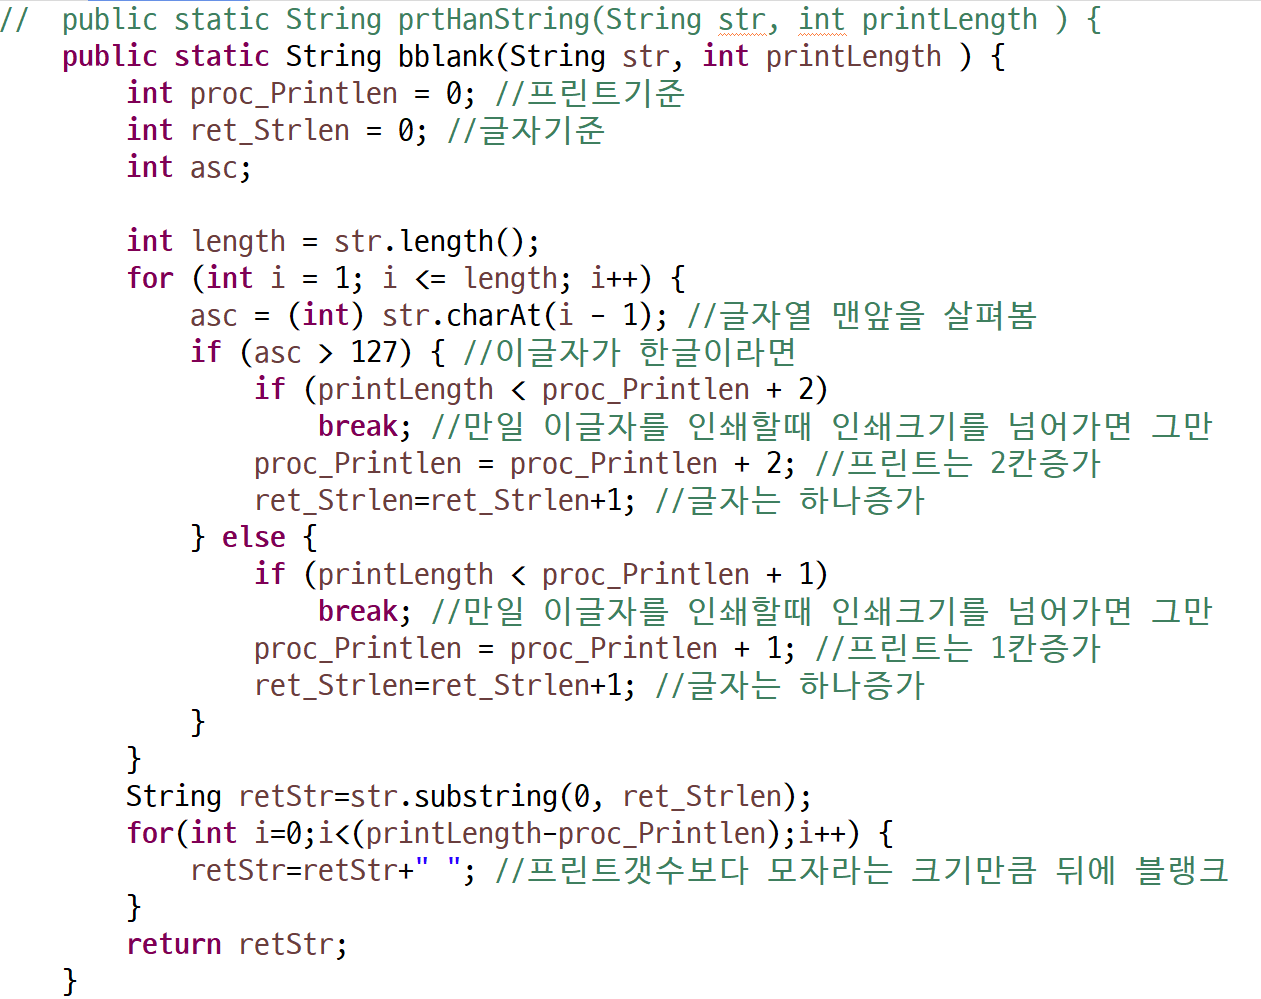 //  public static String prtHanString(String str, int printLength ) {
    public static String bblank(String str, int printLength ) {
        int proc_Printlen = 0; //프린트기준
        int ret_Strlen = 0; //글자기준
        int asc;

        int length = str.length();
        for (int i = 1; i <= length; i++) {
            asc = (int) str.charAt(i - 1); //글자열 맨앞을 살펴봄
            if (asc > 127) { //이글자가 한글이라면
                if (printLength < proc_Printlen + 2)
                    break; //만일 이글자를 인쇄할때 인쇄크기를 넘어가면 그만
                proc_Printlen = proc_Printlen + 2; //프린트는 2칸증가
                ret_Strlen=ret_Strlen+1; //글자는 하나증가
            } else {
                if (printLength < proc_Printlen + 1)
                    break; //만일 이글자를 인쇄할때 인쇄크기를 넘어가면 그만
                proc_Printlen = proc_Printlen + 1; //프린트는 1칸증가
                ret_Strlen=ret_Strlen+1; //글자는 하나증가
            }
        }
        String retStr=str.substring(0, ret_Strlen);
        for(int i=0;i<(printLength-proc_Printlen);i++) {
            retStr=retStr+" "; //프린트갯수보다 모자라는 크기만큼 뒤에 블랭크
        }
        return retStr;
    }